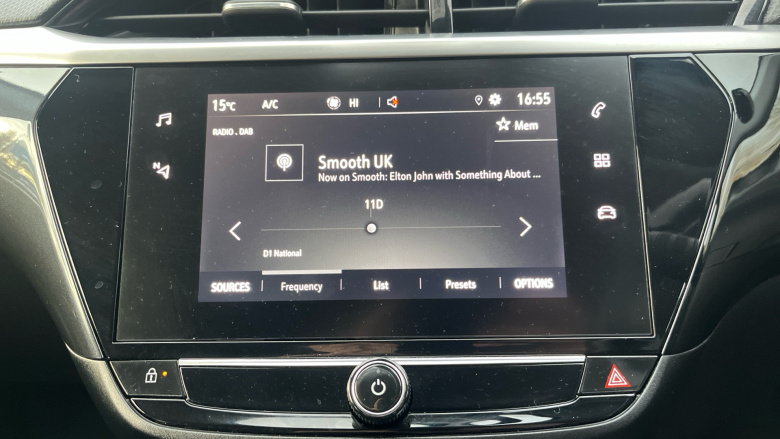 15°C A/C HI 16:55
RADIO . DAB
Mem
Smooth UK
Now on Smooth: Elton John with Something About ...
11D
D1 National
SOURCES Frequency List Presets OPTIONS
N